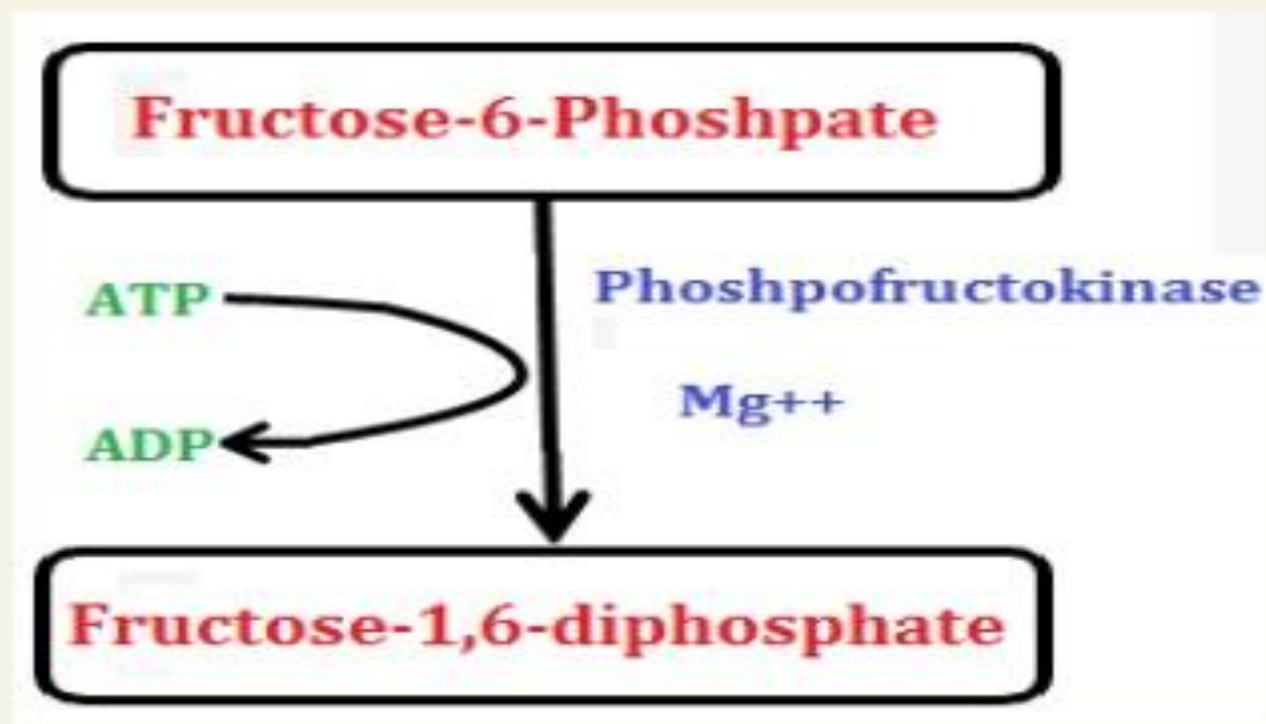 Fructose-6-Phoshpate
ATP
Phoshpofructokinase
Mg++
ADP
Fructose-1,6-diphosphate